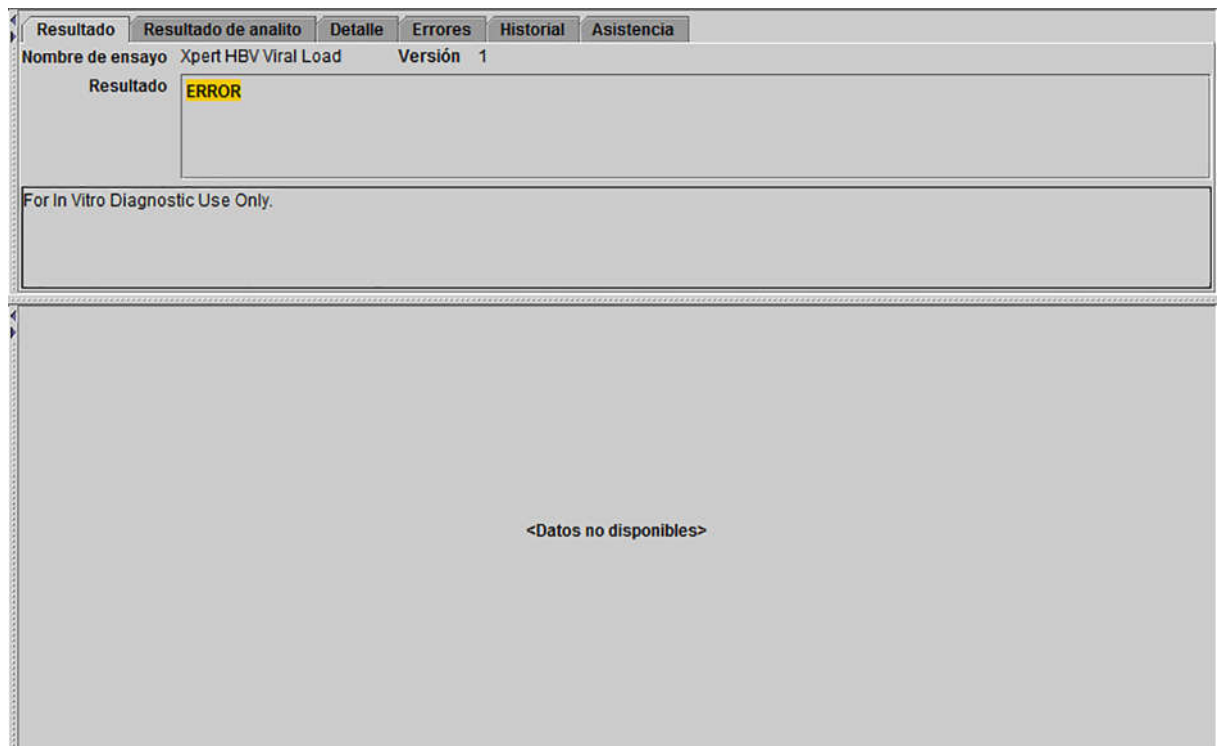 Resultado Resultado de analito Detalle Errores Historial Asistencia
Nombre de ensayo Xpert HBV Viral Load Versión 1
Resultado ERROR
For In Vitro Diagnostic Use Only.
<Datos no disponibles>